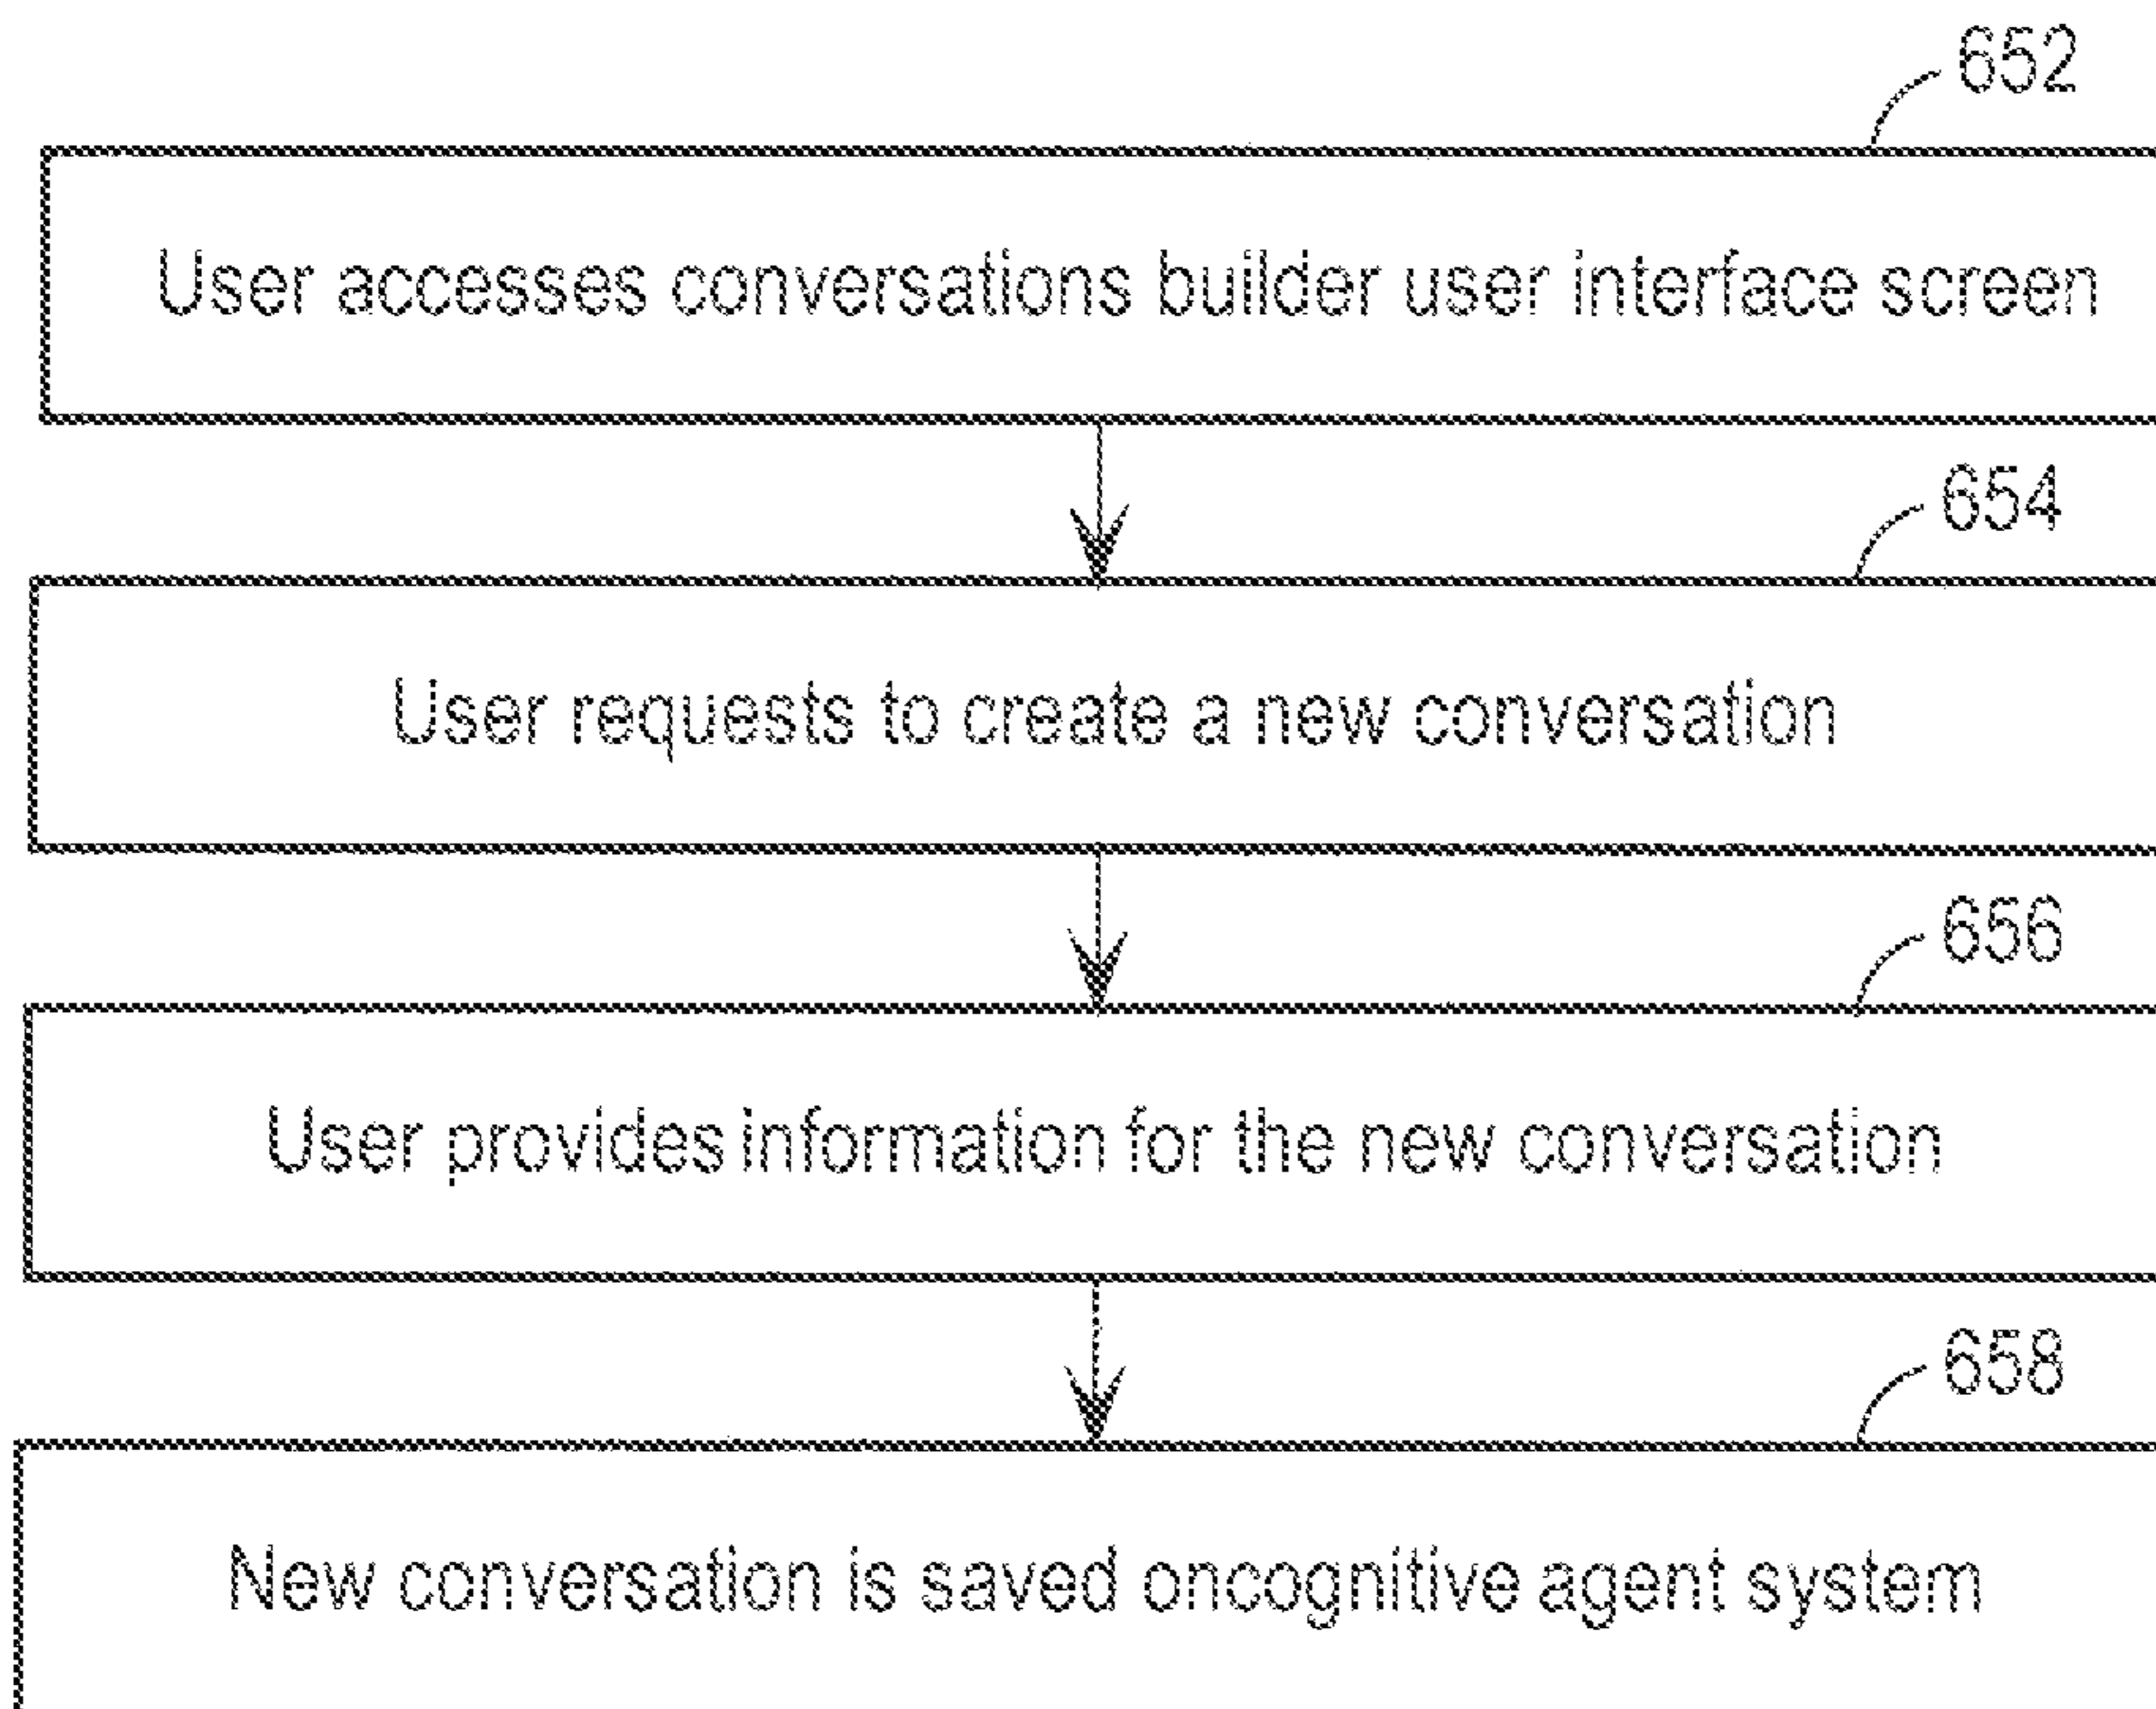 652
User accesses conversations builder user interface screen
654
User requests to create a new conversation
656
User provides information for the new conversation
658
New conversation is saved oncognitive agent system